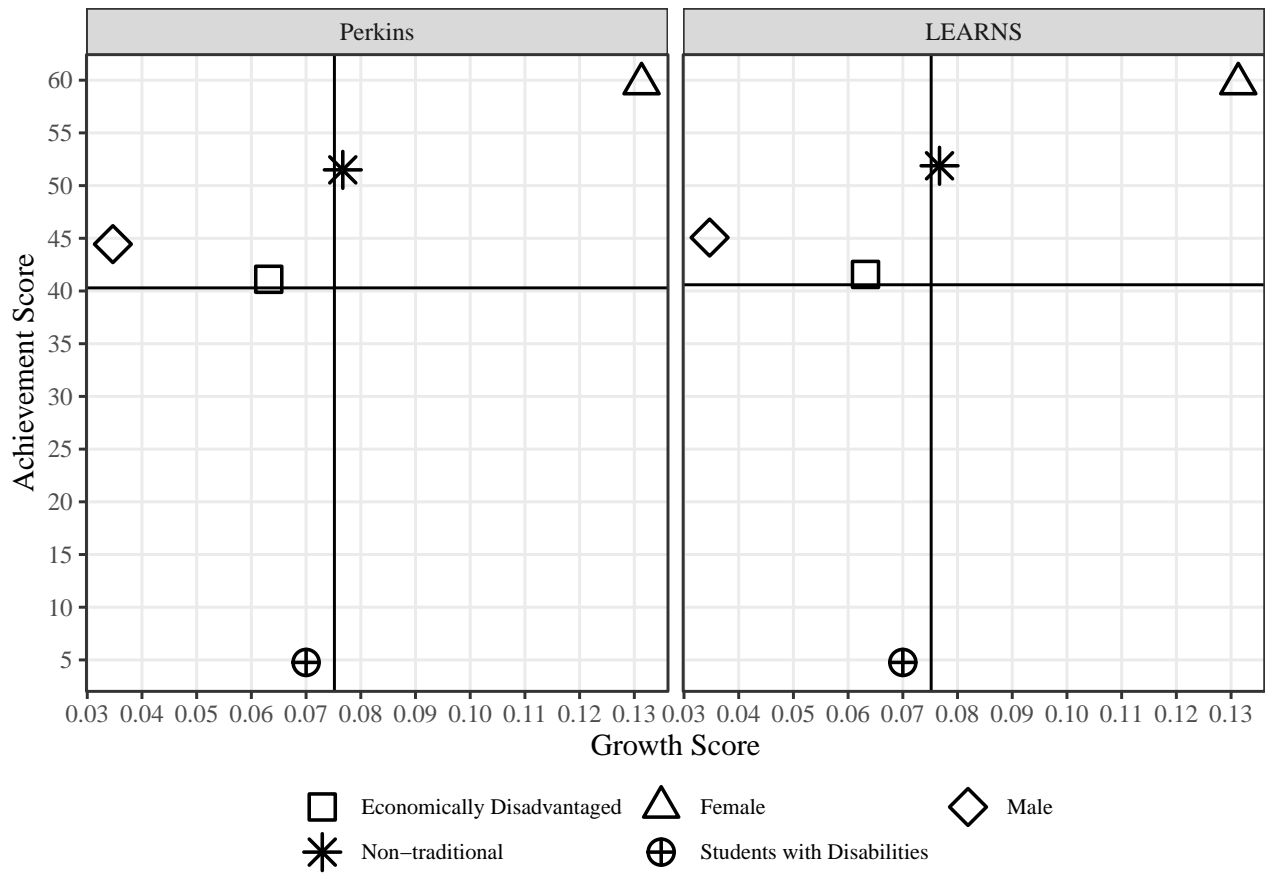 Perkins LEARNS
60
55
50
45
40
35
30
25
20
15
10
5
Achievement Score
0.03 0.04 0.05 0.06 0.07 0.08 0.09 0.10 0.11 0.12 0.13 0.03 0.04 0.05 0.06 0.07 0.08 0.09 0.10 0.11 0.12 0.13
Growth Score
Economically Disadvantaged Female Male
Non−traditional Students with Disabilities